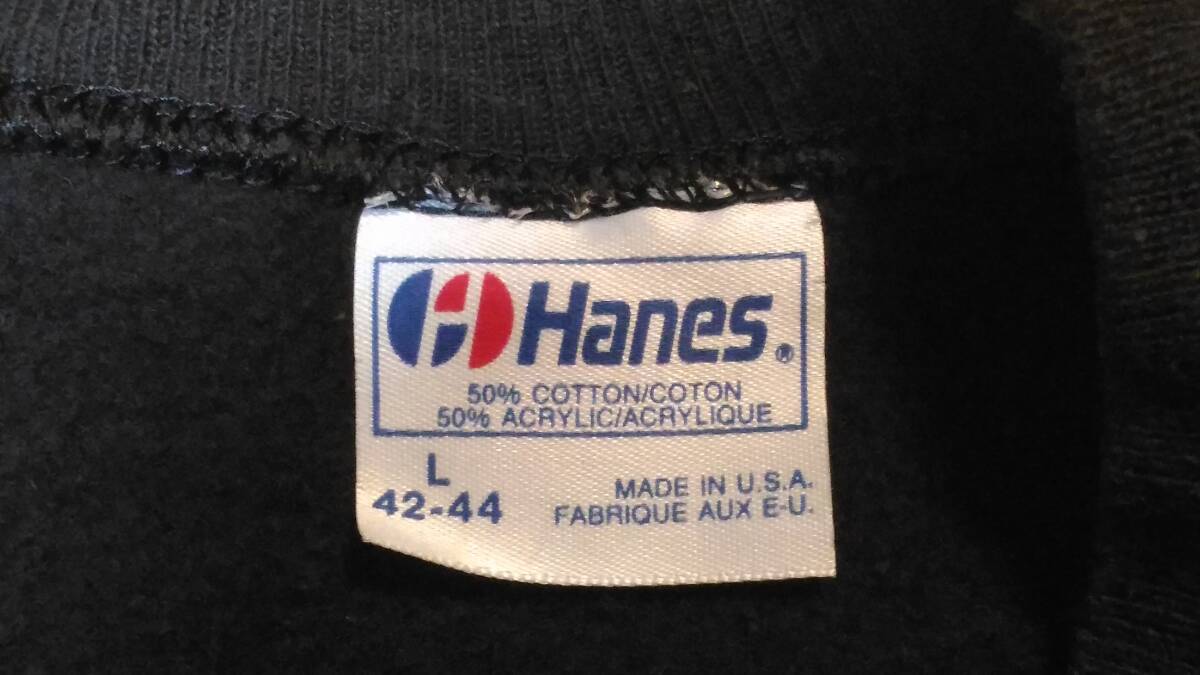 Hanes®
50% COTTON/COTON
50% ACRYLIC/ACRYLIQUE
L
42-44
MADE IN U.S.A.
FABRIQUE AUX E-U.